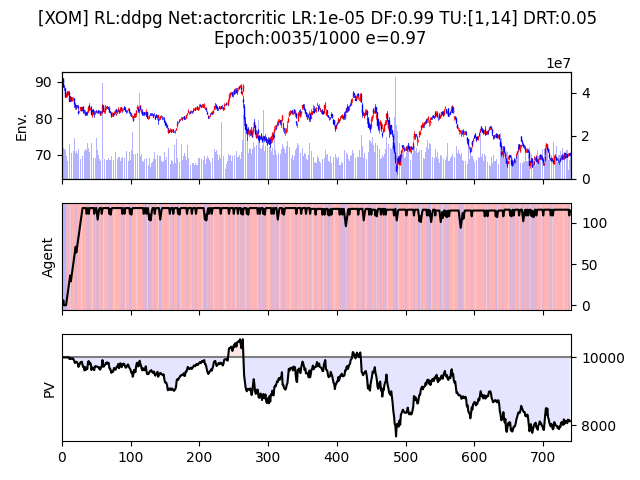 [XOM] RL:ddpg Net:actorcritic LR:1e-05 DF:0.99 TU:[1,14] DRT:0.05
Epoch:0035/1000 e=0.97
1e7
90
80
70
Env.
4
2
0
Agent
100
50
0
PV
10000
8000
0 100 200 300 400 500 600 700